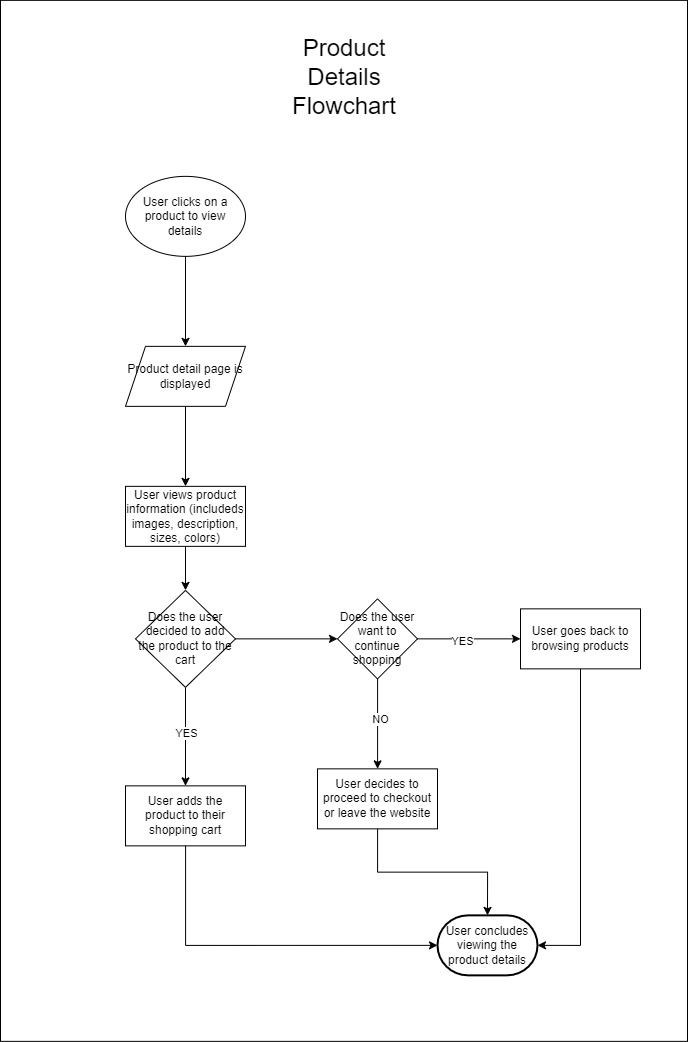 Product
Details
Flowchart
User clicks on a
product to view
details
Product detail page is
displayed
User views product
information (includeds
images, description,
sizes, colors)
Does the user
decided to add
the product to the
cart
Does the user
want to
continue
shopping
YES
User goes back to
browsing products
NO
YES
User decides to
proceed to checkout
or leave the website
User adds the
product to their
shopping cart
User concludes
viewing the
product details